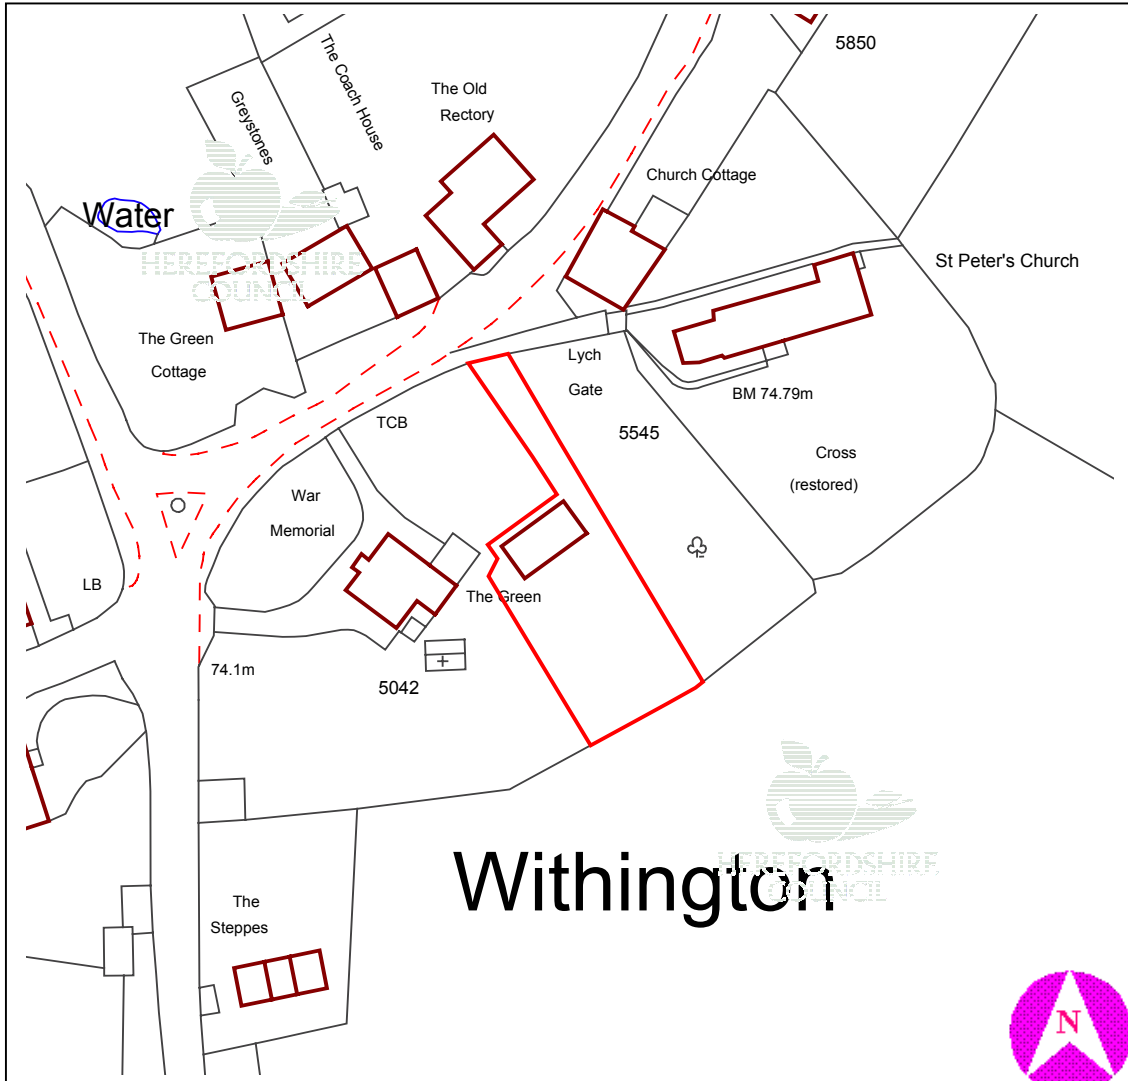 5850
The Coach House
The Old
Rectory
Greystones
Church Cottage
Water
HEREFORDSHIRE
COUNCIL
St Peter's Church
The Green
Cottage
Lych
Gate
BM 74.79m
TCB
5545
Cross
(restored)
War
Memorial
LB
The Green
74.1m
5042
HEREFORDSHIRE
COUNCIL
Withington
The
Steppes
N